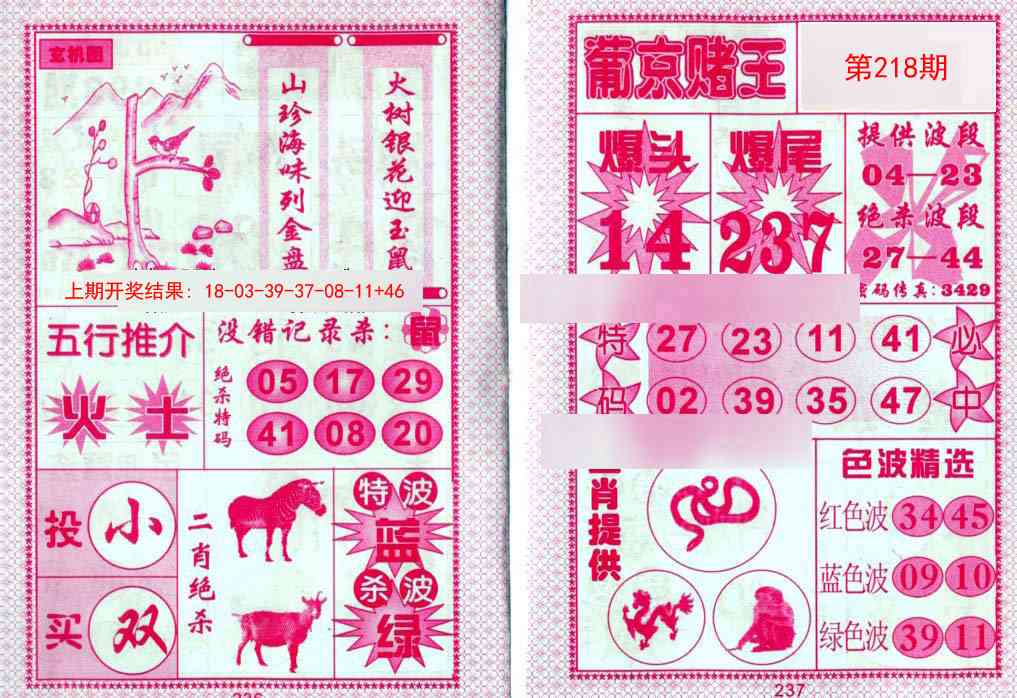 玄机图
火树银花迎玉鼠
山珍海味列金盘
上期开奖结果: 18-03-39-37-08-11+46
五行推介
火 土
没错记录杀: 鼠
绝杀特码
05 17 29
41 08 20
投 小
买 双
二肖绝杀
特波
蓝
杀波
绿
葡京赌王
第218期
爆头
14
爆尾
237
提供波段
04—23
绝杀波段
27—44
密码传真:3429
特码
27 23 11 41
02 39 35 47
必中
肖提供
色波精选
红色波 34 45
蓝色波 09 10
绿色波 39 11
237